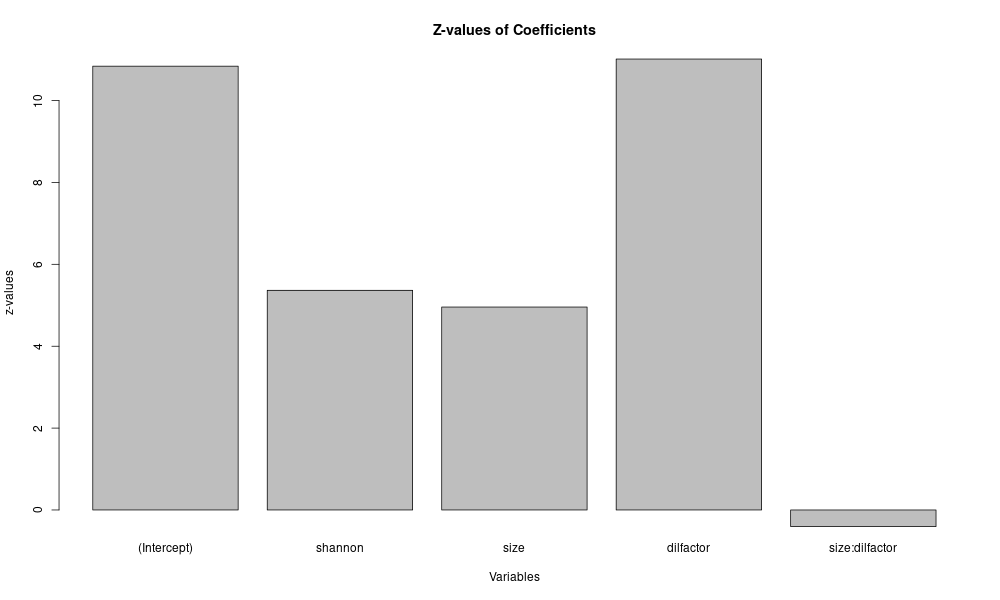 Z-values of Coefficients
z-values
10
8
6
4
2
0
(Intercept) shannon size dilfactor size:dilfactor
Variables